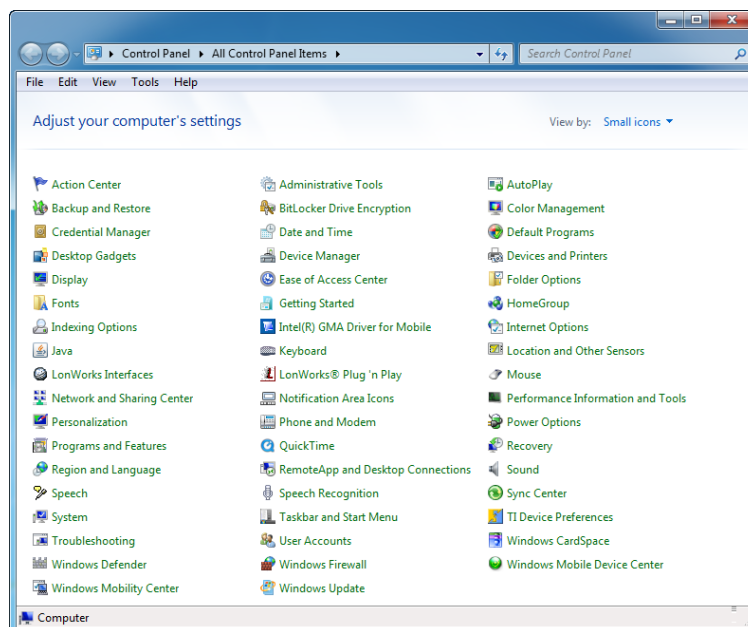 Control Panel All Control Panel Items Search Control Panel
File Edit View Tools Help
Adjust your computer's settings View by: Small icons
Action Center Administrative Tools AutoPlay
Backup and Restore BitLocker Drive Encryption Color Management
Credential Manager Date and Time Default Programs
Desktop Gadgets Device Manager Devices and Printers
Display Ease of Access Center Folder Options
Fonts Getting Started HomeGroup
Indexing Options Intel(R) GMA Driver for Mobile Internet Options
Java Keyboard Location and Other Sensors
LonWorks Interfaces LonWorks® Plug 'n Play Mouse
Network and Sharing Center Notification Area Icons Performance Information and Tools
Personalization Phone and Modem Power Options
Programs and Features QuickTime Recovery
Region and Language RemoteApp and Desktop Connections Sound
Speech Speech Recognition Sync Center
System Taskbar and Start Menu TI Device Preferences
Troubleshooting User Accounts Windows CardSpace
Windows Defender Windows Firewall Windows Mobile Device Center
Windows Mobility Center Windows Update
Computer